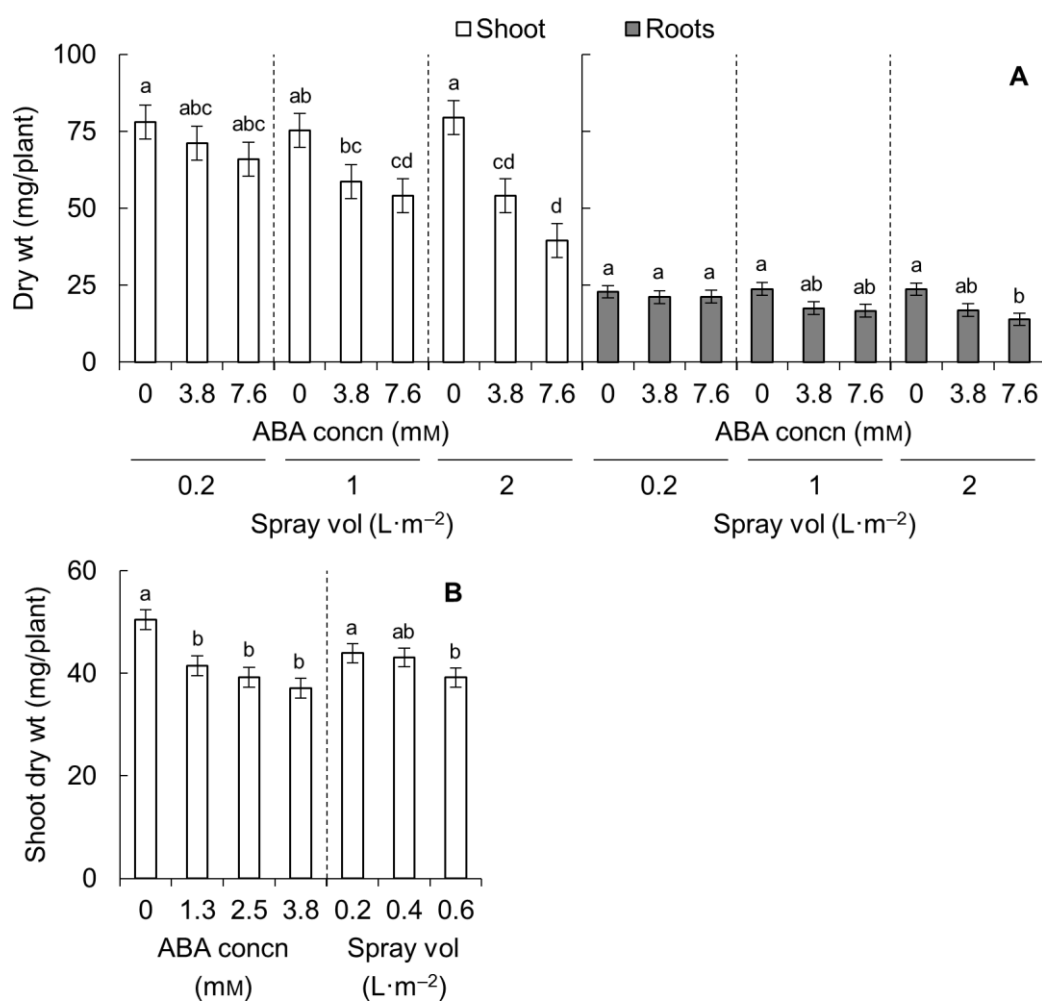 Shoot Roots
100
75
50
25
0
Dry wt (mg/plant)
A
a abc abc ab bc cd a cd d a a a a ab ab a ab b
0 3.8 7.6 0 3.8 7.6 0 3.8 7.6 0 3.8 7.6 0 3.8 7.6 0 3.8 7.6
ABA concn (mM) ABA concn (mM)
0.2 1 2 0.2 1 2
Spray vol (L·m⁻²) Spray vol (L·m⁻²)
60
40
20
0
Shoot dry wt (mg/plant)
B
a b b b a ab b
0 1.3 2.5 3.8 0.2 0.4 0.6
ABA concn Spray vol
(mM) (L·m⁻²)